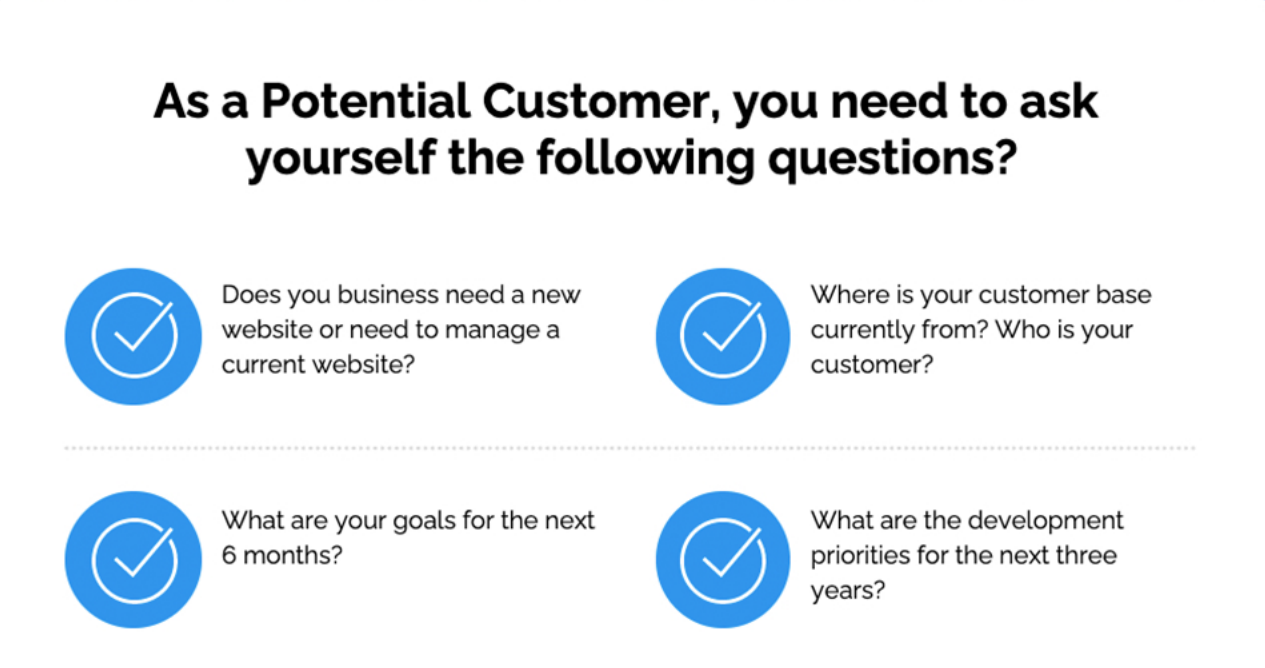 As a Potential Customer, you need to ask
yourself the following questions?
Does you business need a new
website or need to manage a
current website?
Where is your customer base
currently from? Who is your
customer?
What are your goals for the next
6 months?
What are the development
priorities for the next three
years?